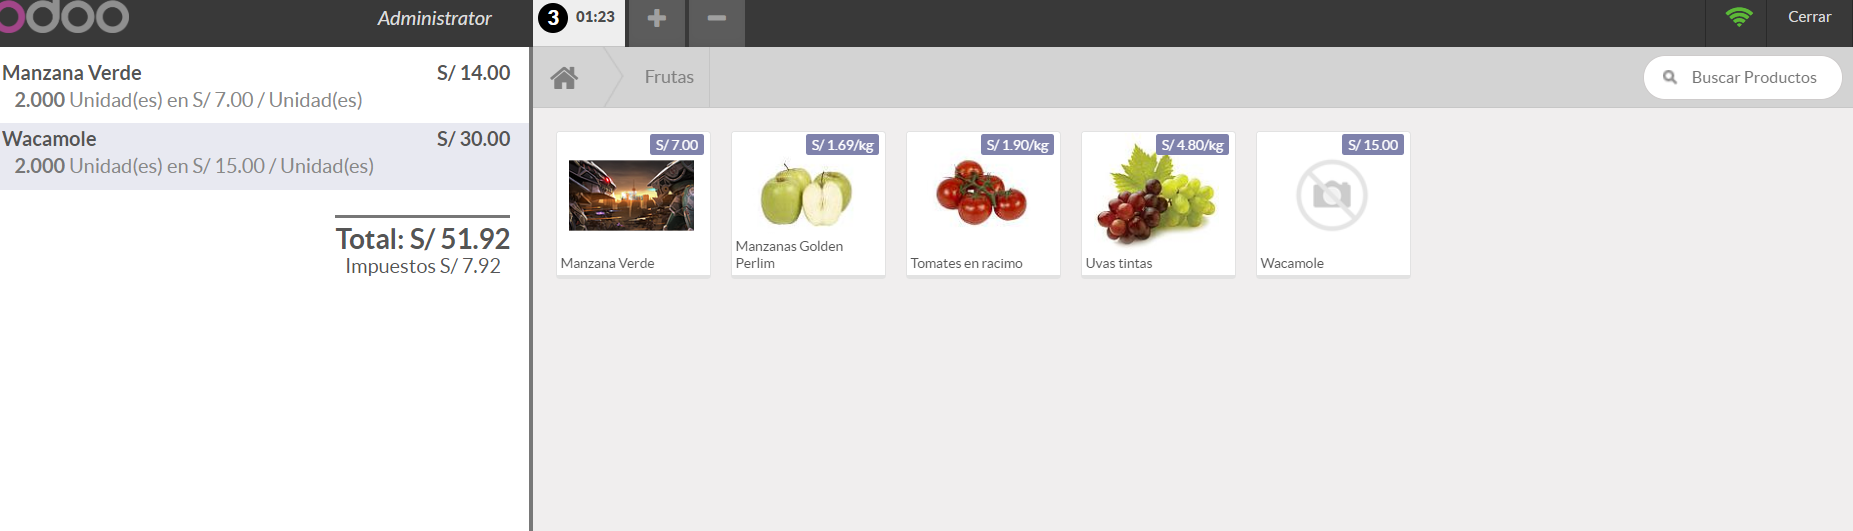 odoo
Administrator
3 01:23
Cerrar
Manzana Verde S/ 14.00
2.000 Unidad(es) en S/ 7.00 / Unidad(es)
Wacamole S/ 30.00
2.000 Unidad(es) en S/ 15.00 / Unidad(es)
Total: S/ 51.92
Impuestos S/ 7.92
Frutas
Buscar Productos
S/ 7.00
Manzana Verde
S/ 1.69/kg
Manzanas Golden
Perlim
S/ 1.90/kg
Tomates en racimo
S/ 4.80/kg
Uvas tintas
S/ 15.00
Wacamole